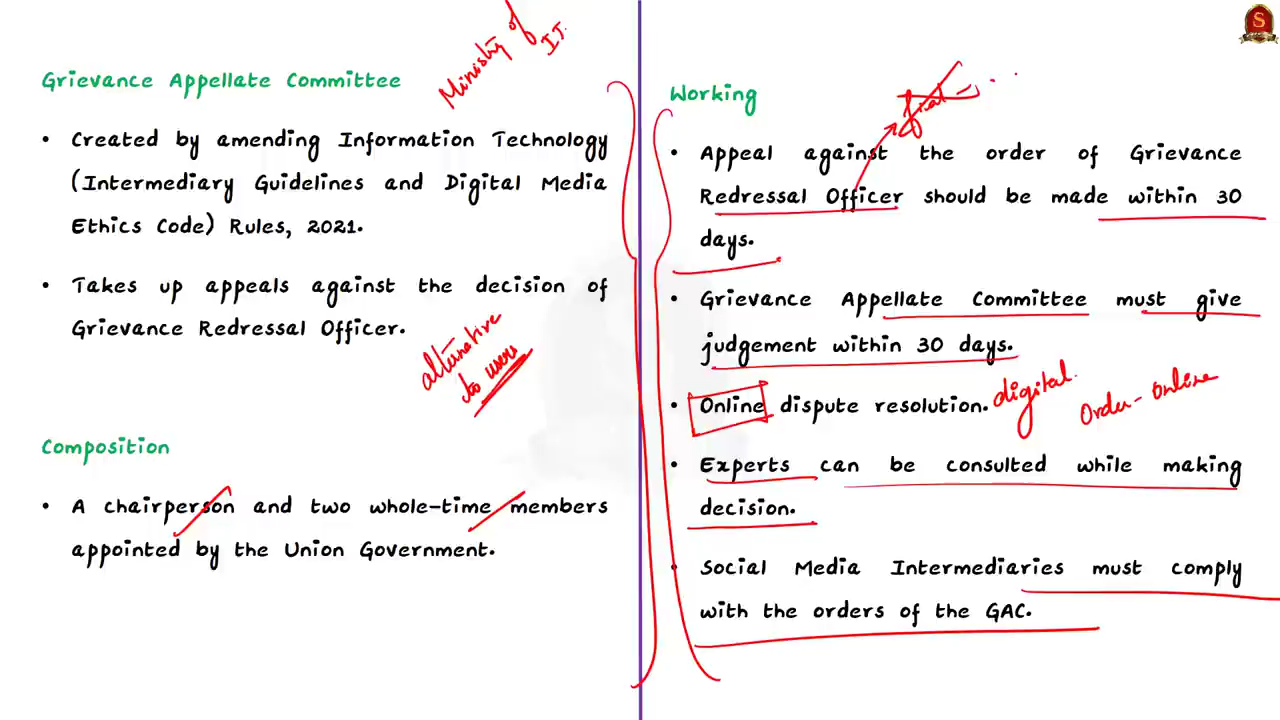 Ministry of
IT.
Grievance Appellate Committee
• Created by amending Information Technology
(Intermediary Guidelines and Digital Media
Ethics Code) Rules, 2021.
• Takes up appeals against the decision of
Grievance Redressal Officer.
alternative
to users
Composition
• A chairperson and two whole-time members
appointed by the Union Government.
Working
• Appeal against the order of Grievance
Redressal Officer should be made within 30
days.
• Grievance Appellate Committee must give
judgement within 30 days.
• Online dispute resolution. digital.
Order - online
• Experts can be consulted while making
decision.
• Social Media Intermediaries must comply
with the orders of the GAC.
S